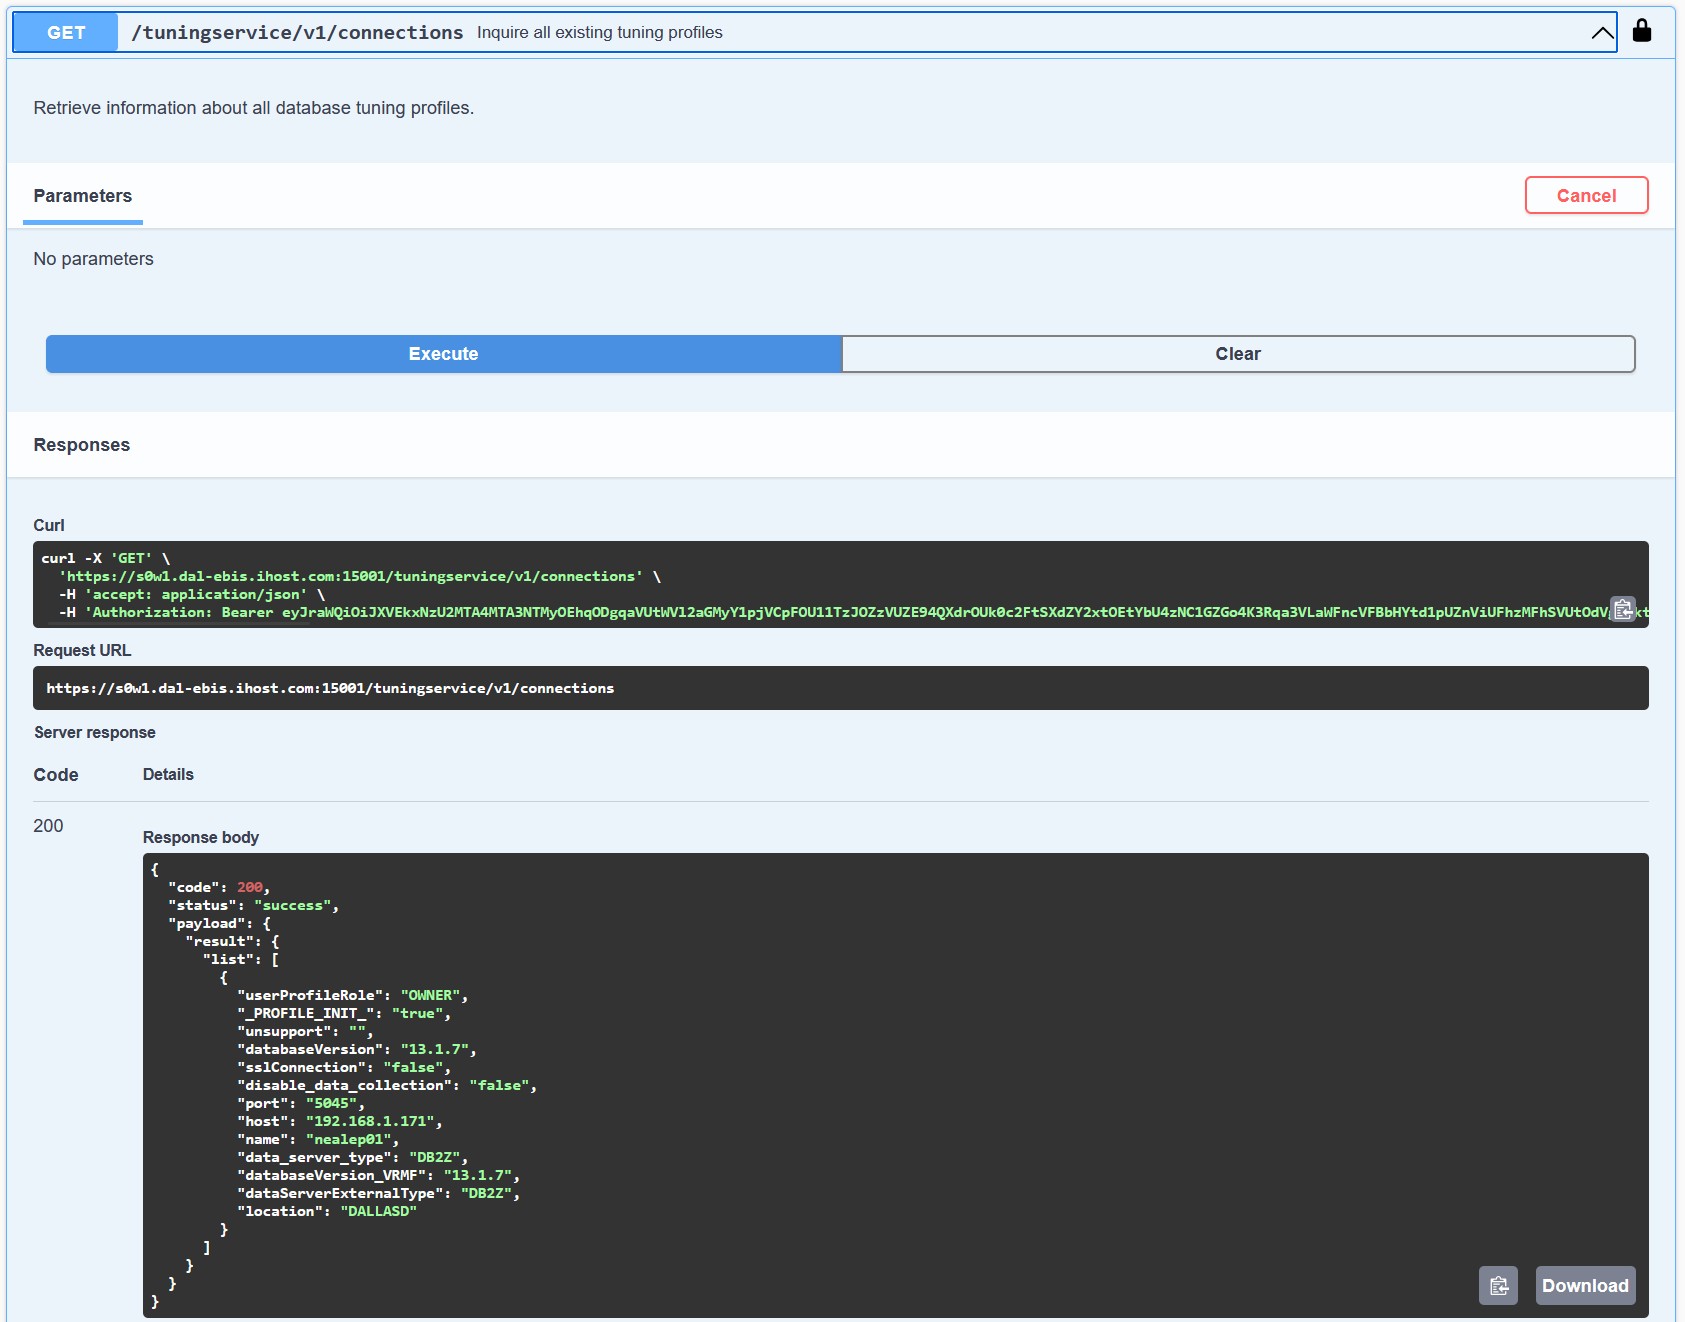 GET /tuningservice/v1/connections Inquire all existing tuning profiles
Retrieve information about all database tuning profiles.
Parameters
Cancel
No parameters
Execute
Clear
Responses
Curl
curl -X 'GET' \
  'https://s0w1.dal-ebis.ihost.com:15001/tuningservice/v1/connections' \
  -H 'accept: application/json' \
  -H 'Authorization: Bearer
Request URL
https://s0w1.dal-ebis.ihost.com:15001/tuningservice/v1/connections
Server response
Code Details
200
Response body
{
  "code": 200,
  "status": "success",
  "payload": {
    "result": {
      "list": [
        {
          "userProfileRole": "OWNER",
          "_PROFILE_INIT_": "true",
          "unsupport": "",
          "databaseVersion": "13.1.7",
          "sslConnection": "false",
          "disable_data_collection": "false",
          "port": "5045",
          "host": "192.168.1.171",
          "name": "nealep01",
          "data_server_type": "DB2Z",
          "databaseVersion_VRMF": "13.1.7",
          "dataServerExternalType": "DB2Z",
          "location": "DALLASD"
        }
      ]
    }
  }
}
Download